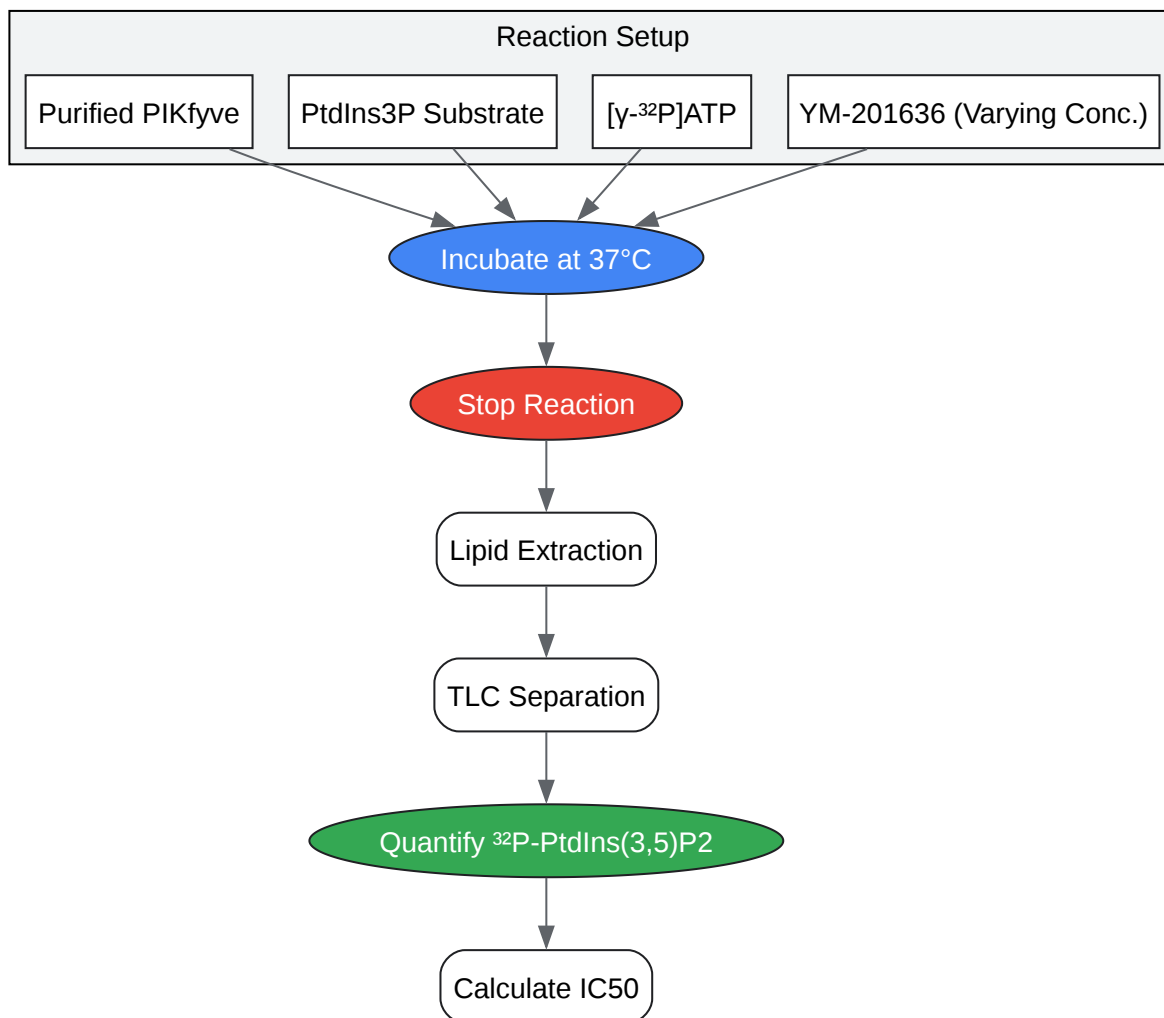 Reaction Setup
Purified PIKfyve
PtdIns3P Substrate
[γ-³²P]ATP
YM-201636 (Varying Conc.)
Incubate at 37°C
Stop Reaction
Lipid Extraction
TLC Separation
Quantify ³²P-PtdIns(3,5)P2
Calculate IC50